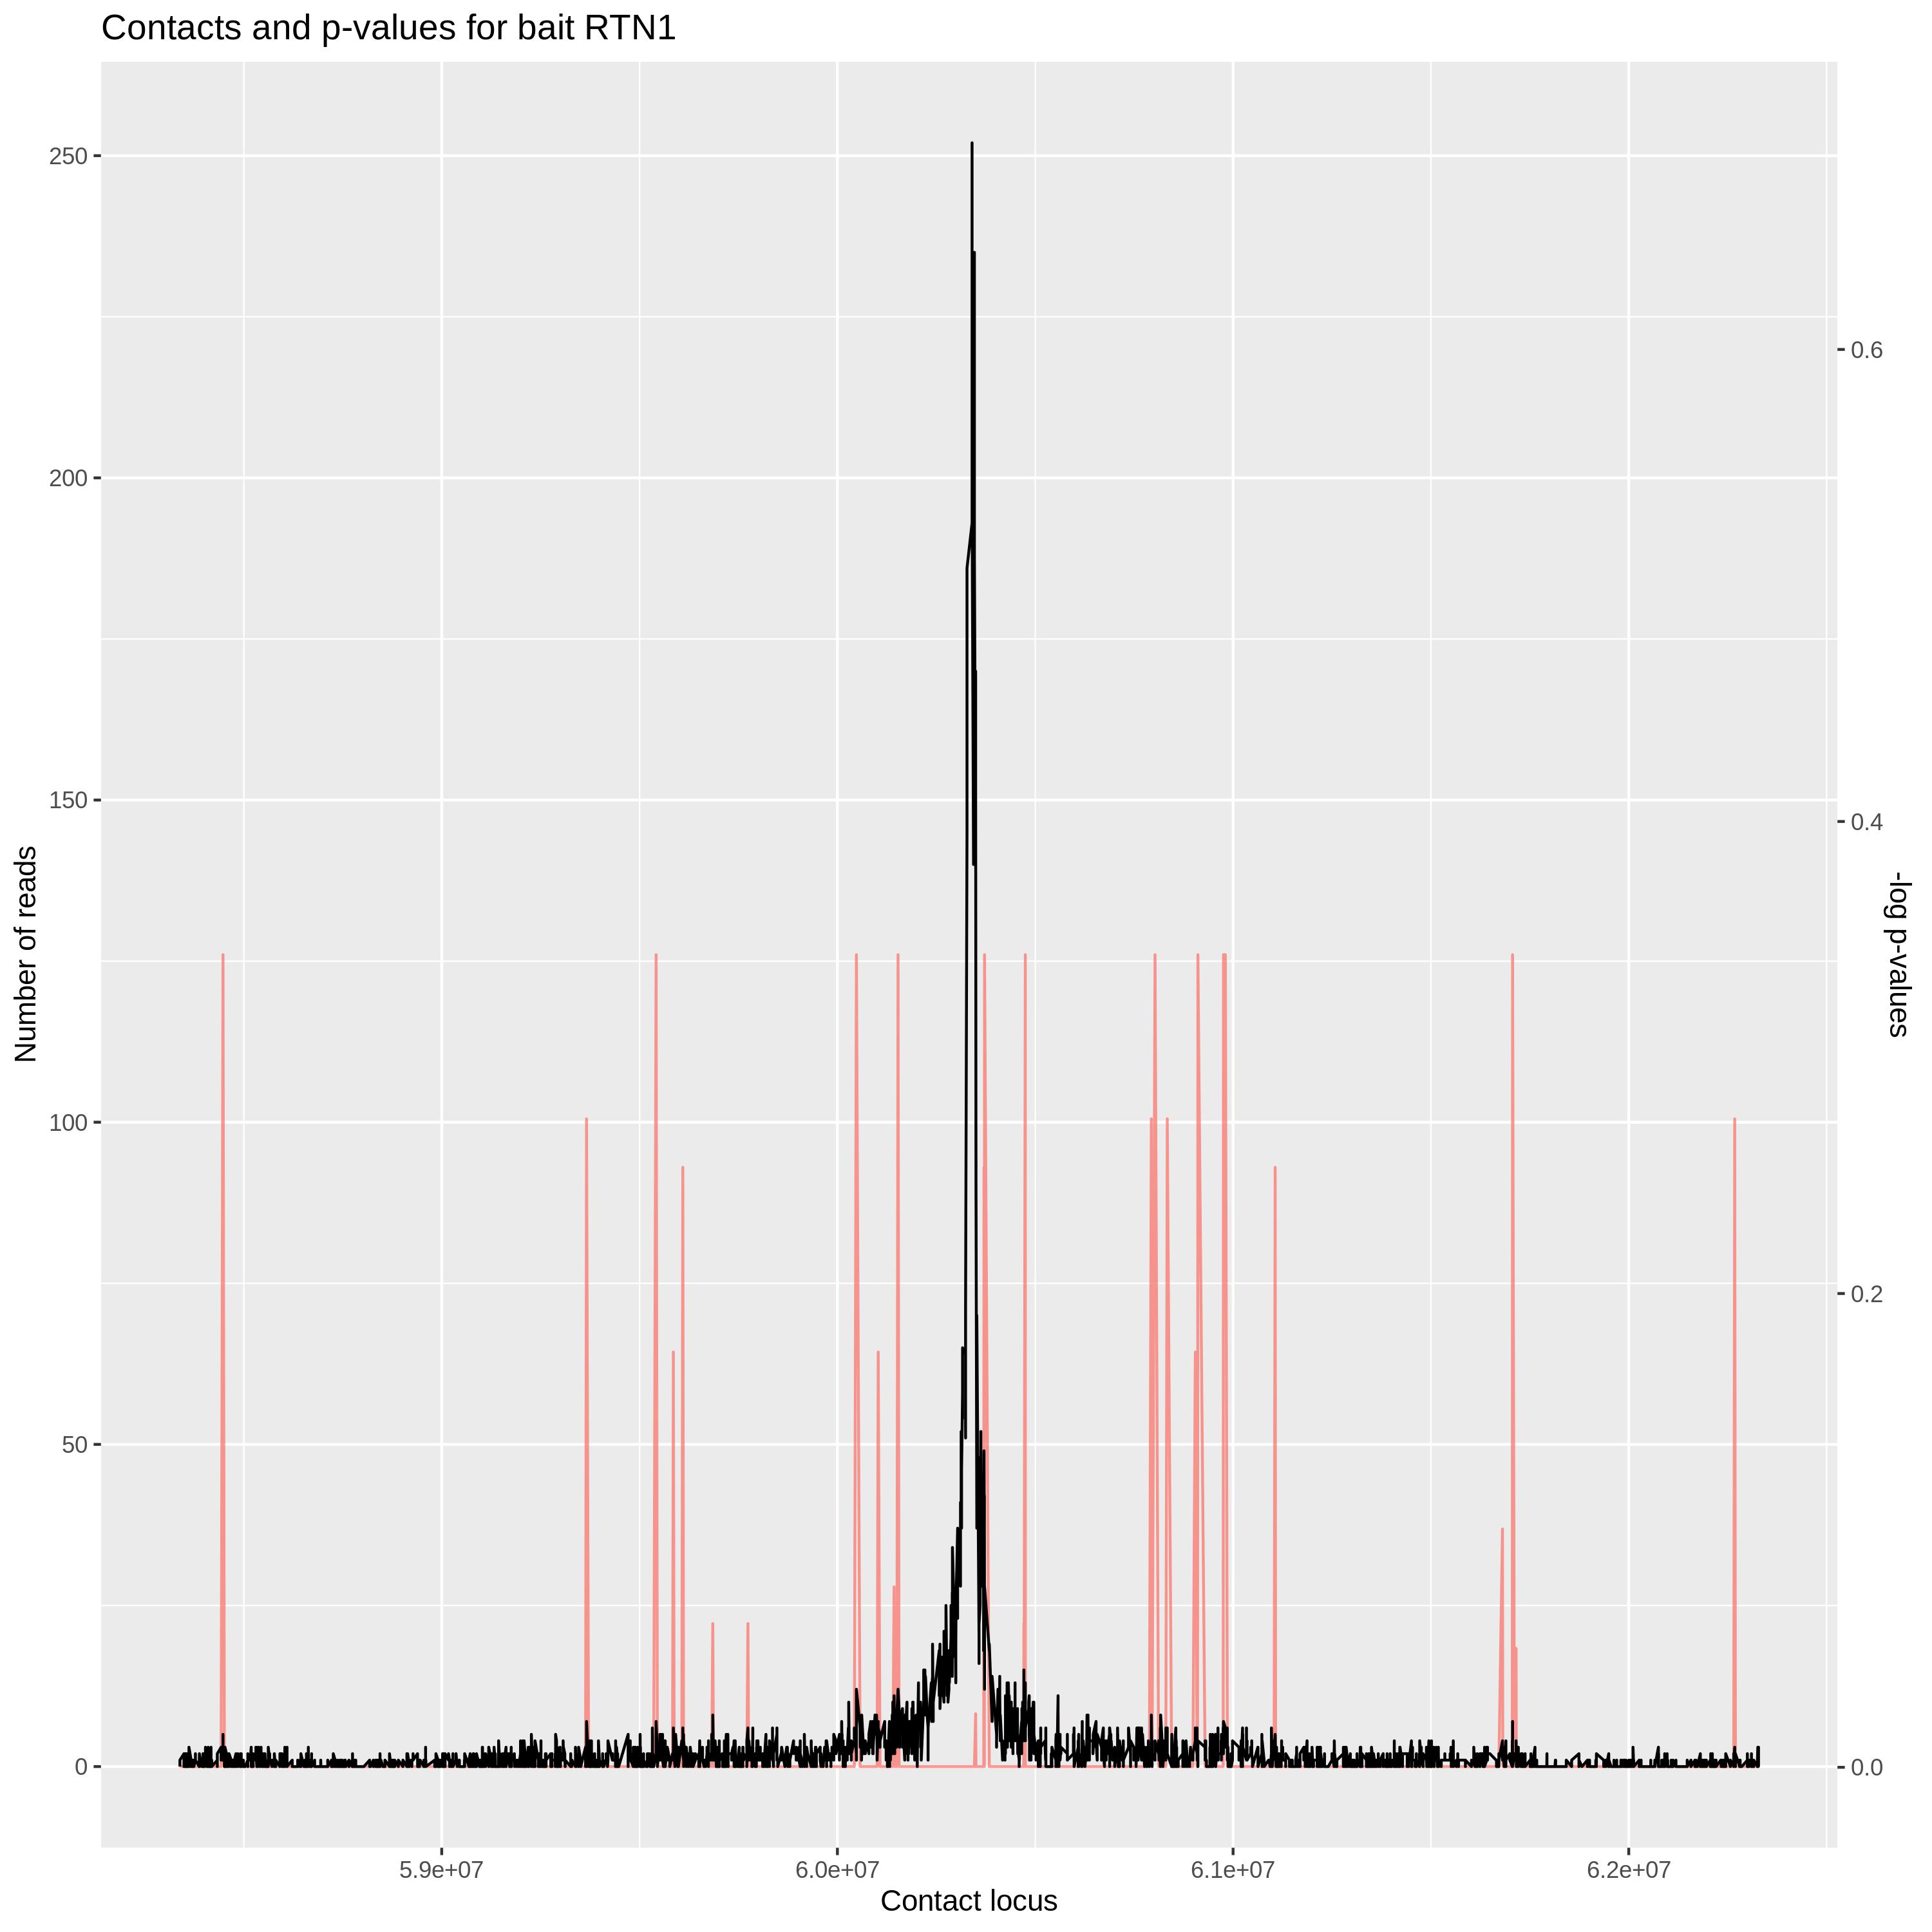 Contacts and p-values for bait RTN1
250
200
150
100
50
0
Number of reads
0.6
0.4
0.2
0.0
-log p-values
5.9e+07
6.0e+07
6.1e+07
6.2e+07
Contact locus